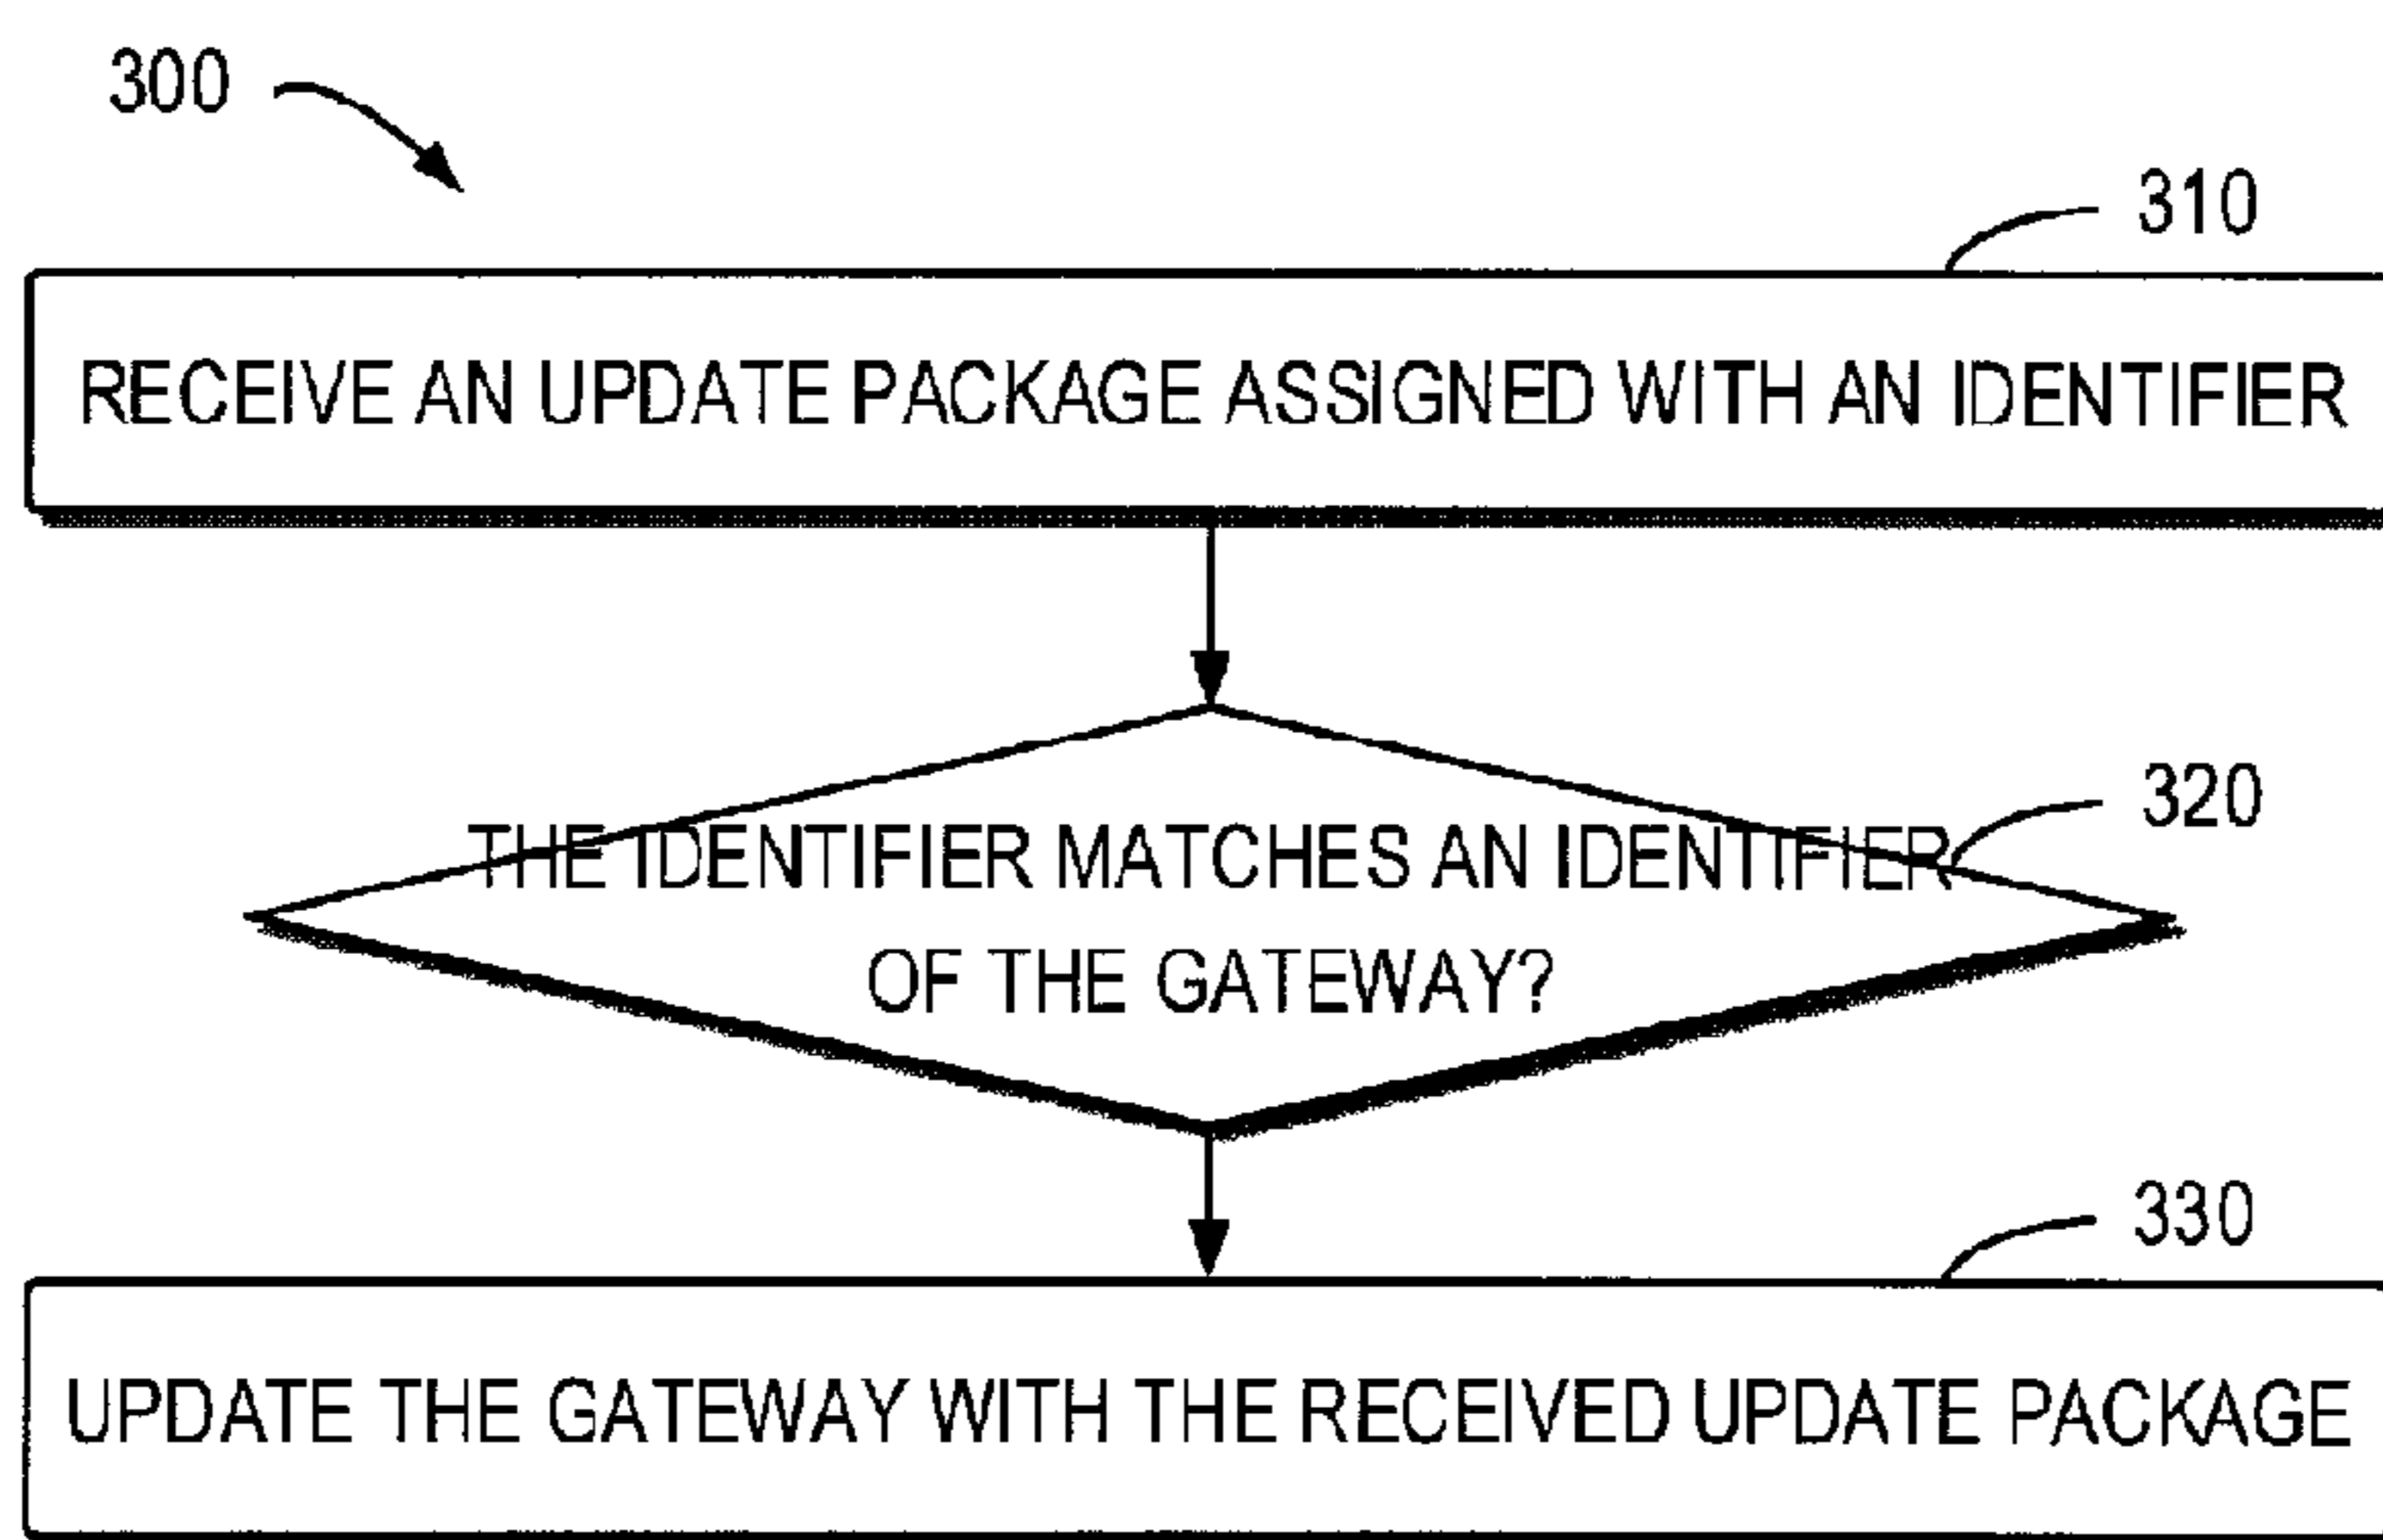 300
310
RECEIVE AN UPDATE PACKAGE ASSIGNED WITH AN IDENTIFIER
320
THE IDENTIFIER MATCHES AN IDENTIFIER
OF THE GATEWAY?
330
UPDATE THE GATEWAY WITH THE RECEIVED UPDATE PACKAGE